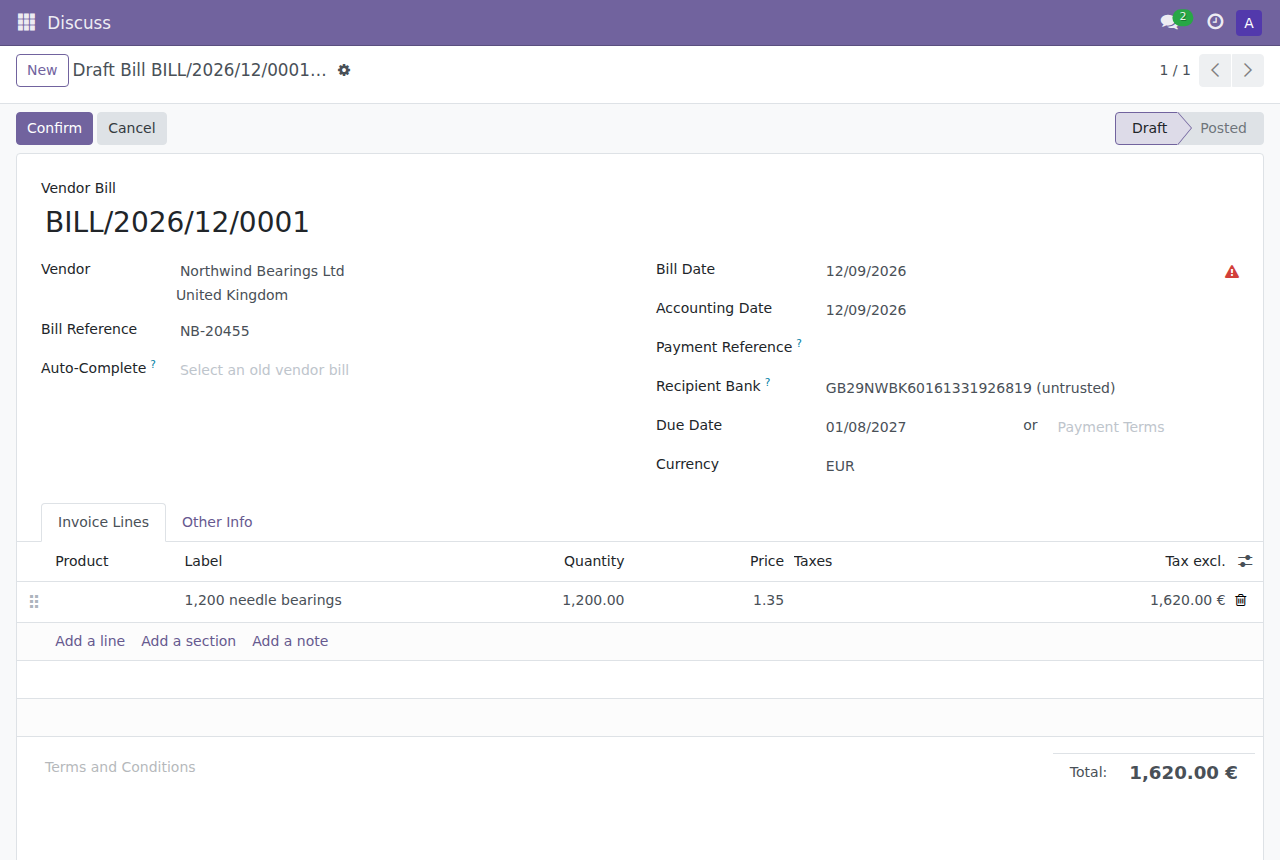 Discuss
2
A
New
Draft Bill BILL/2026/12/0001...
1 / 1
Confirm
Cancel
Draft
Posted
Vendor Bill
BILL/2026/12/0001
Vendor
Northwind Bearings Ltd
United Kingdom
Bill Reference
NB-20455
Auto-Complete ?
Select an old vendor bill
Bill Date
12/09/2026
Accounting Date
12/09/2026
Payment Reference ?
Recipient Bank ?
GB29NWBK60161331926819 (untrusted)
Due Date
01/08/2027
or
Payment Terms
Currency
EUR
Invoice Lines
Other Info
Product Label Quantity Price Taxes Tax excl.
1,200 needle bearings 1,200.00 1.35 1,620.00 €
Add a line Add a section Add a note
Terms and Conditions
Total: 1,620.00 €